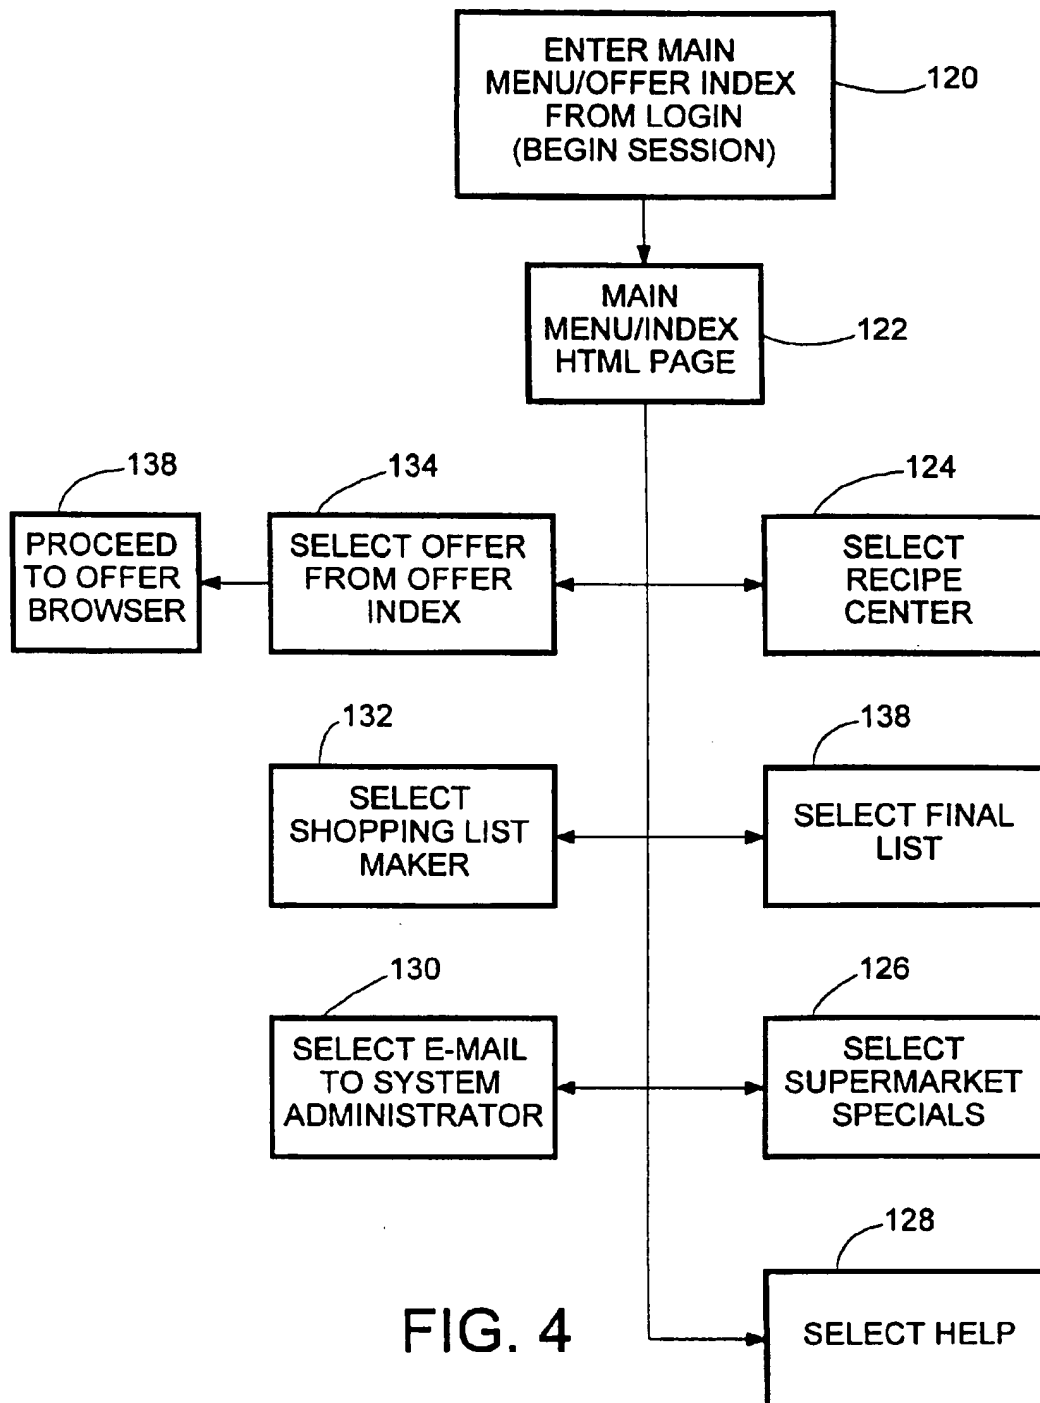 ENTER MAIN
MENU/OFFER INDEX
FROM LOGIN
(BEGIN SESSION)
120
MAIN
MENU/INDEX
HTML PAGE
122
138
PROCEED
TO OFFER
BROWSER
134
SELECT OFFER
FROM OFFER
INDEX
124
SELECT
RECIPE
CENTER
132
SELECT
SHOPPING LIST
MAKER
138
SELECT FINAL
LIST
130
SELECT E-MAIL
TO SYSTEM
ADMINISTRATOR
126
SELECT
SUPERMARKET
SPECIALS
128
SELECT HELP
FIG. 4